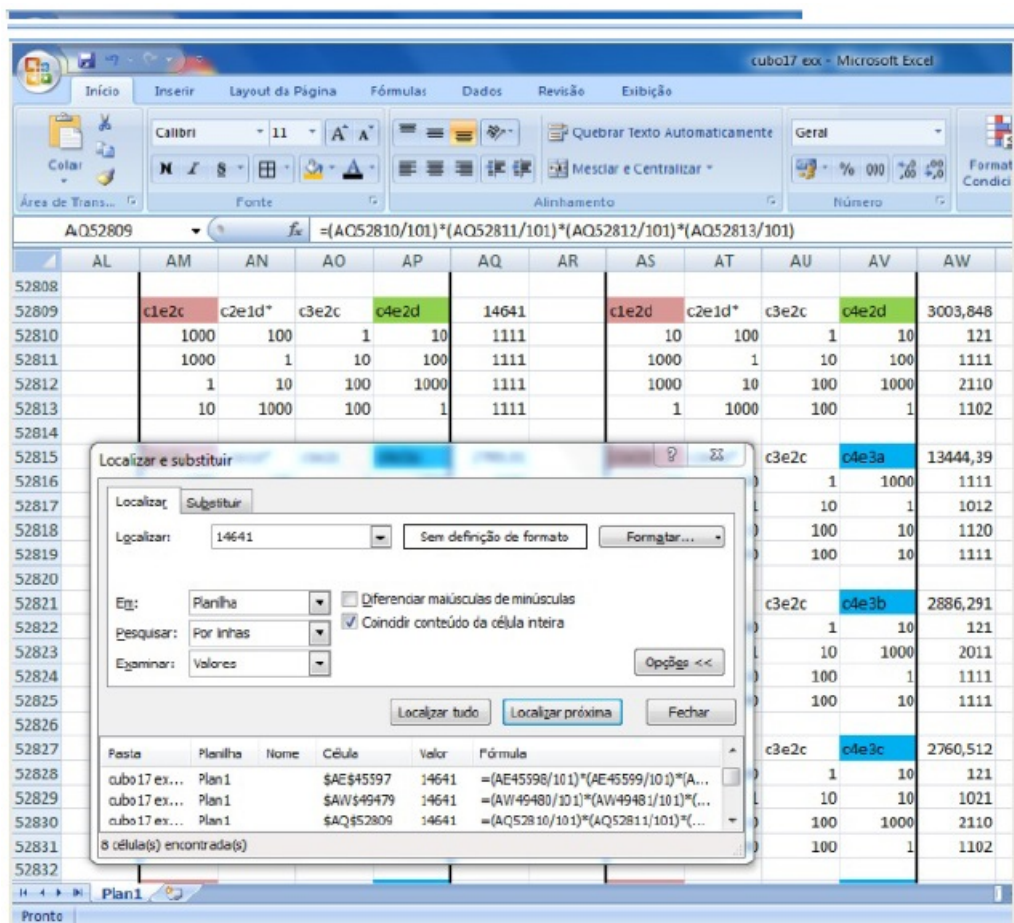 cubo17 exx - Microsoft Excel
Início Inserir Layout da Página Fórmulas Dados Revisão Exibição
Calibri 11 A A Quebrar Texto Automaticamente Geral
Colar N I S A Mesclar e Centralizar % 000 Format
Condici
Área de Trans... Fonte Alinhamento Número
AQ52809 fx =(AQ52810/101)*(AQ52811/101)*(AQ52812/101)*(AQ52813/101)
AL AM AN AO AP AQ AR AS AT AU AV AW
52808
52809 c1e2c c2e1d* c3e2c c4e2d 14641 c1e2d c2e1d* c3e2c c4e2d 3003,848
52810 1000 100 1 10 1111 10 100 1 10 121
52811 1000 1 10 100 1111 1000 1 10 100 1111
52812 1 10 100 1000 1111 1000 10 100 1000 2110
52813 10 1000 100 1 1111 1 1000 100 1 1102
52814
52815 c3e2c c4e3a 13444,39
52816 1 1000 1111
52817 10 1 1012
52818 100 10 1120
52819 100 10 1111
52820
52821 c3e2c c4e3b 2886,291
52822 1 10 121
52823 10 1000 2011
52824 100 1 1111
52825 100 10 1111
52826
52827 c3e2c c4e3c 2760,512
52828 1 10 121
52829 10 10 1021
52830 100 1000 2110
52831 100 1 1102
52832
Localizar e substituir
Localizar Substituir
Localizar: 14641 Sem definição de formato Formatar...
Em: Planilha Diferenciar maiúsculas de minúsculas
Pesquisar: Por linhas Coincidir conteúdo da célula inteira
Examinar: Valores Opções <<
Localizar tudo Localizar próxima Fechar
Pasta Planilha Nome Célula Valor Fórmula
cubo17 ex... Plan1 $AE$45597 14641 =(AE45598/101)*(AE45599/101)*(A...
cubo17 ex... Plan1 $AW$49479 14641 =(AW49480/101)*(AW49481/101)*(...
cubo17 ex... Plan1 $AQ$52809 14641 =(AQ52810/101)*(AQ52811/101)*(...
8 célula(s) encontrada(s)
Plan1
Pronto